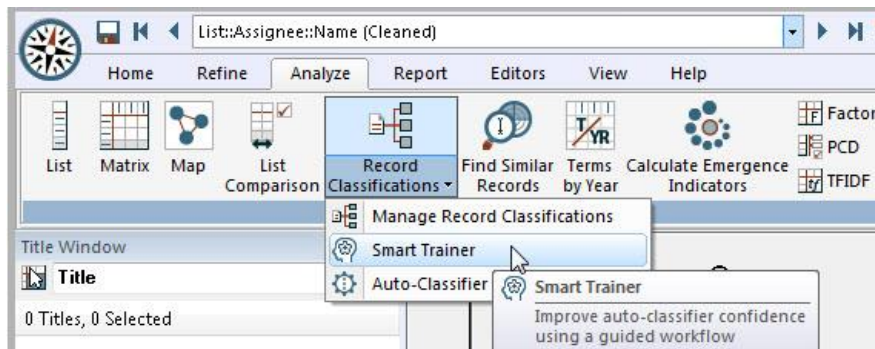 List::Assignee::Name (Cleaned)
Home Refine Analyze Report Editors View Help
List
Matrix
Map
List
Comparison
Record
Classifications
Find Similar
Records
Terms
by Year
T/YR
Calculate Emergence
Indicators
F Factor
PCD
tf TFIDF
Manage Record Classifications
Smart Trainer
Auto-Classifier
Smart Trainer
Improve auto-classifier confidence
using a guided workflow
Title Window
Title
0 Titles, 0 Selected